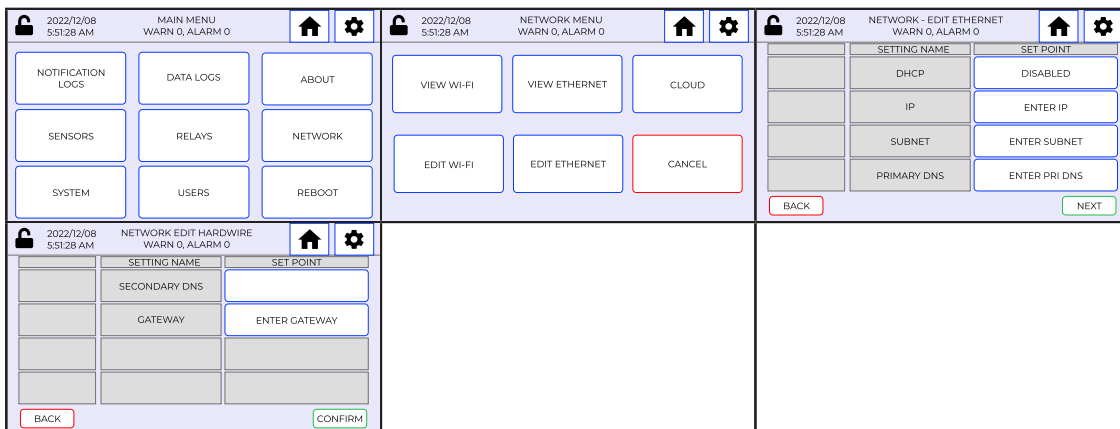 2022/12/08
5:51:28 AM
MAIN MENU
WARN 0, ALARM 0
NOTIFICATION
LOGS
DATA LOGS
ABOUT
SENSORS
RELAYS
NETWORK
SYSTEM
USERS
REBOOT
2022/12/08
5:51:28 AM
NETWORK MENU
WARN 0, ALARM 0
VIEW WI-FI
VIEW ETHERNET
CLOUD
EDIT WI-FI
EDIT ETHERNET
CANCEL
2022/12/08
5:51:28 AM
NETWORK - EDIT ETHERNET
WARN 0, ALARM 0
SETTING NAME
SET POINT
DHCP
DISABLED
IP
ENTER IP
SUBNET
ENTER SUBNET
PRIMARY DNS
ENTER PRI DNS
BACK
NEXT
2022/12/08
5:51:28 AM
NETWORK EDIT HARDWIRE
WARN 0, ALARM 0
SETTING NAME
SET POINT
SECONDARY DNS
GATEWAY
ENTER GATEWAY
BACK
CONFIRM